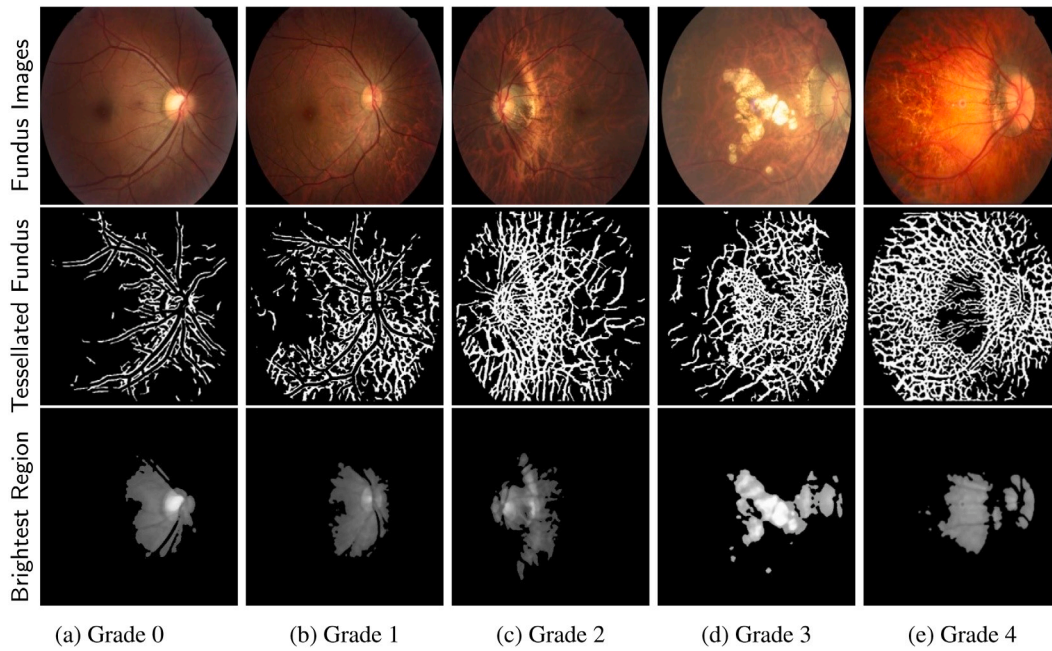 Fundus Images
Tessellated Fundus
Brightest Region
(a) Grade 0
(b) Grade 1
(c) Grade 2
(d) Grade 3
(e) Grade 4